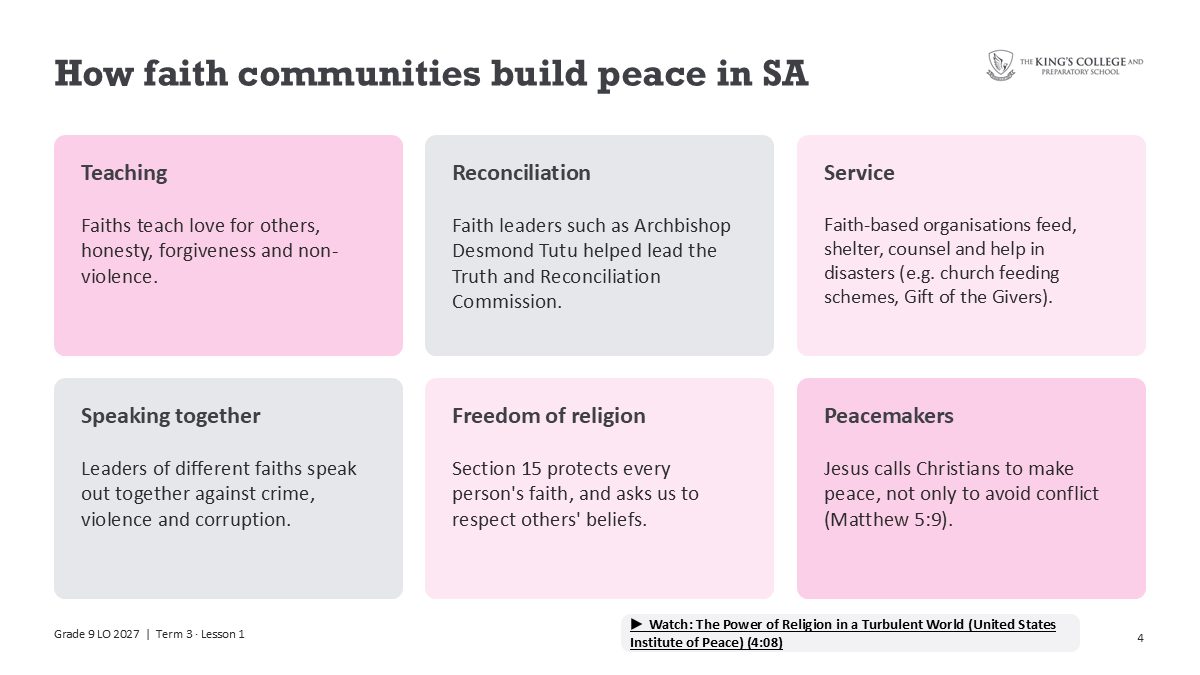 How faith communities build peace in SA
THE KING'S COLLEGE AND
PREPARATORY SCHOOL
Teaching
Faiths teach love for others,
honesty, forgiveness and non-
violence.
Reconciliation
Faith leaders such as Archbishop
Desmond Tutu helped lead the
Truth and Reconciliation
Commission.
Service
Faith-based organisations feed,
shelter, counsel and help in
disasters (e.g. church feeding
schemes, Gift of the Givers).
Speaking together
Leaders of different faiths speak
out together against crime,
violence and corruption.
Freedom of religion
Section 15 protects every
person's faith, and asks us to
respect others' beliefs.
Peacemakers
Jesus calls Christians to make
peace, not only to avoid conflict
(Matthew 5:9).
Grade 9 LO 2027 | Term 3 · Lesson 1
▶ Watch: The Power of Religion in a Turbulent World (United States
Institute of Peace) (4:08)
4